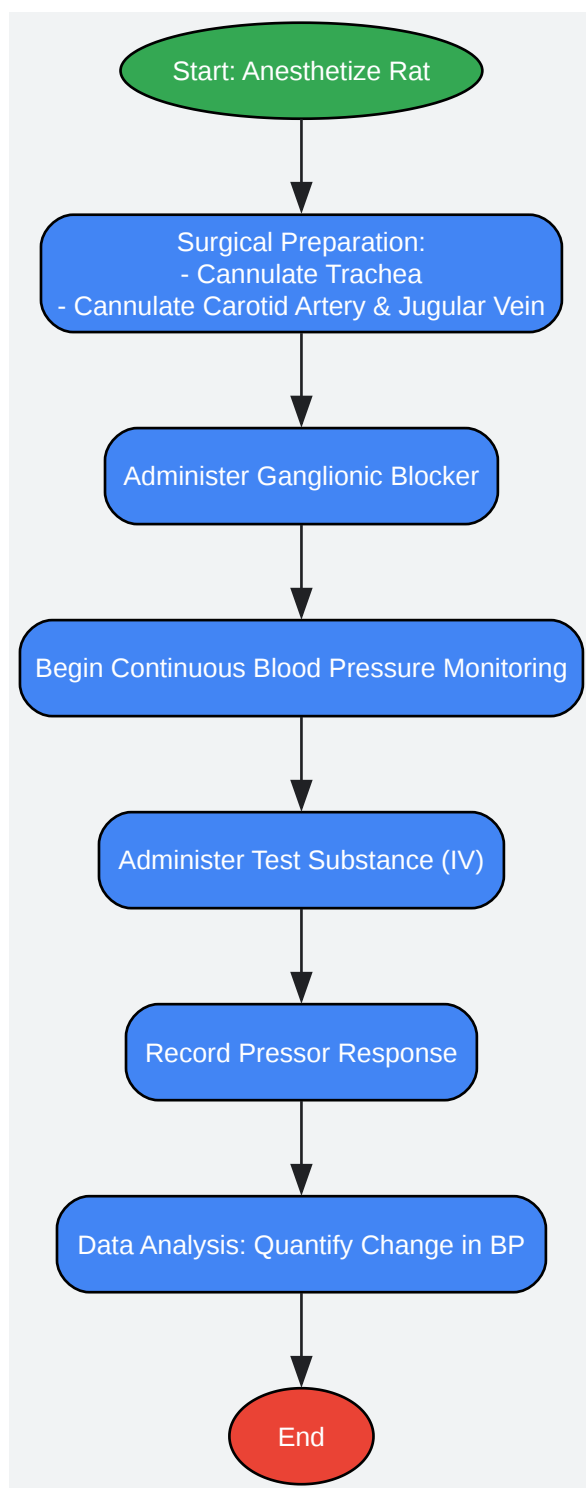 Start: Anesthetize Rat
Surgical Preparation:
- Cannulate Trachea
- Cannulate Carotid Artery & Jugular Vein
Administer Ganglionic Blocker
Begin Continuous Blood Pressure Monitoring
Administer Test Substance (IV)
Record Pressor Response
Data Analysis: Quantify Change in BP
End